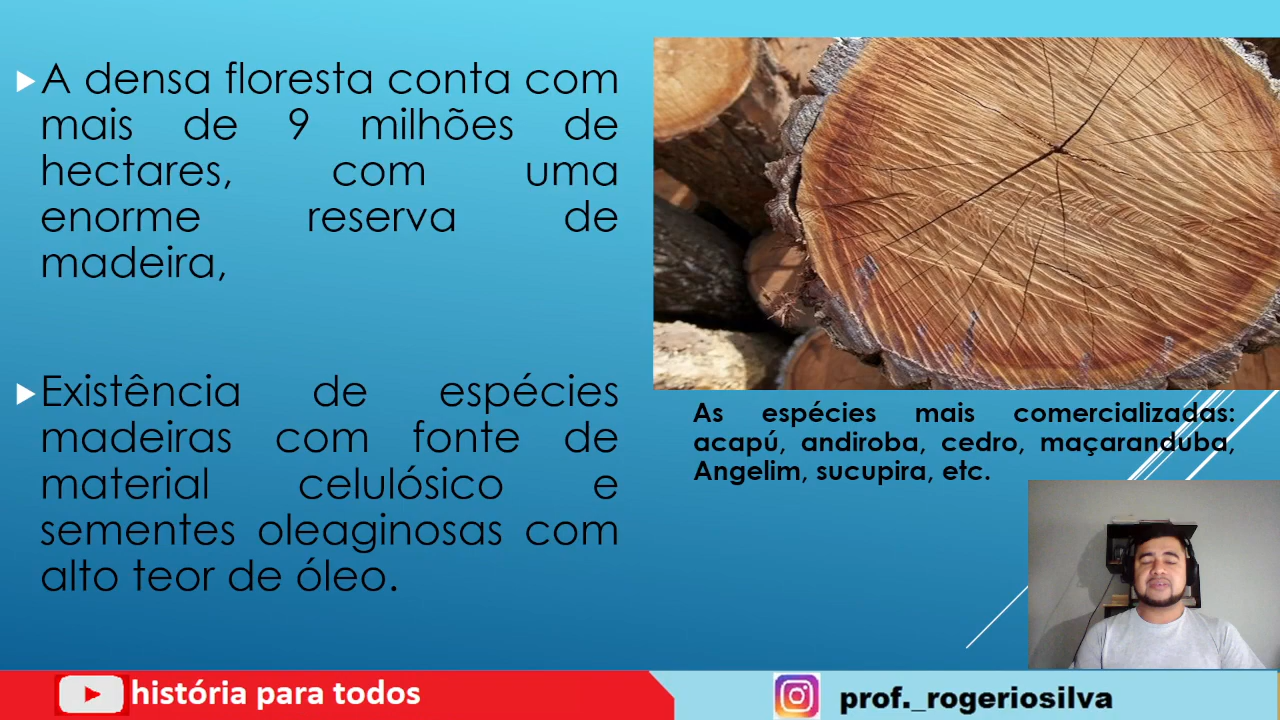 A densa floresta conta com
mais de 9 milhões de
hectares, com uma
enorme reserva de
madeira,
Existência de espécies
madeiras com fonte de
material celulósico e
sementes oleaginosas com
alto teor de óleo.
As espécies mais comercializadas:
acapú, andiroba, cedro, maçaranduba,
Angelim, sucupira, etc.
história para todos
prof._rogeriosilva